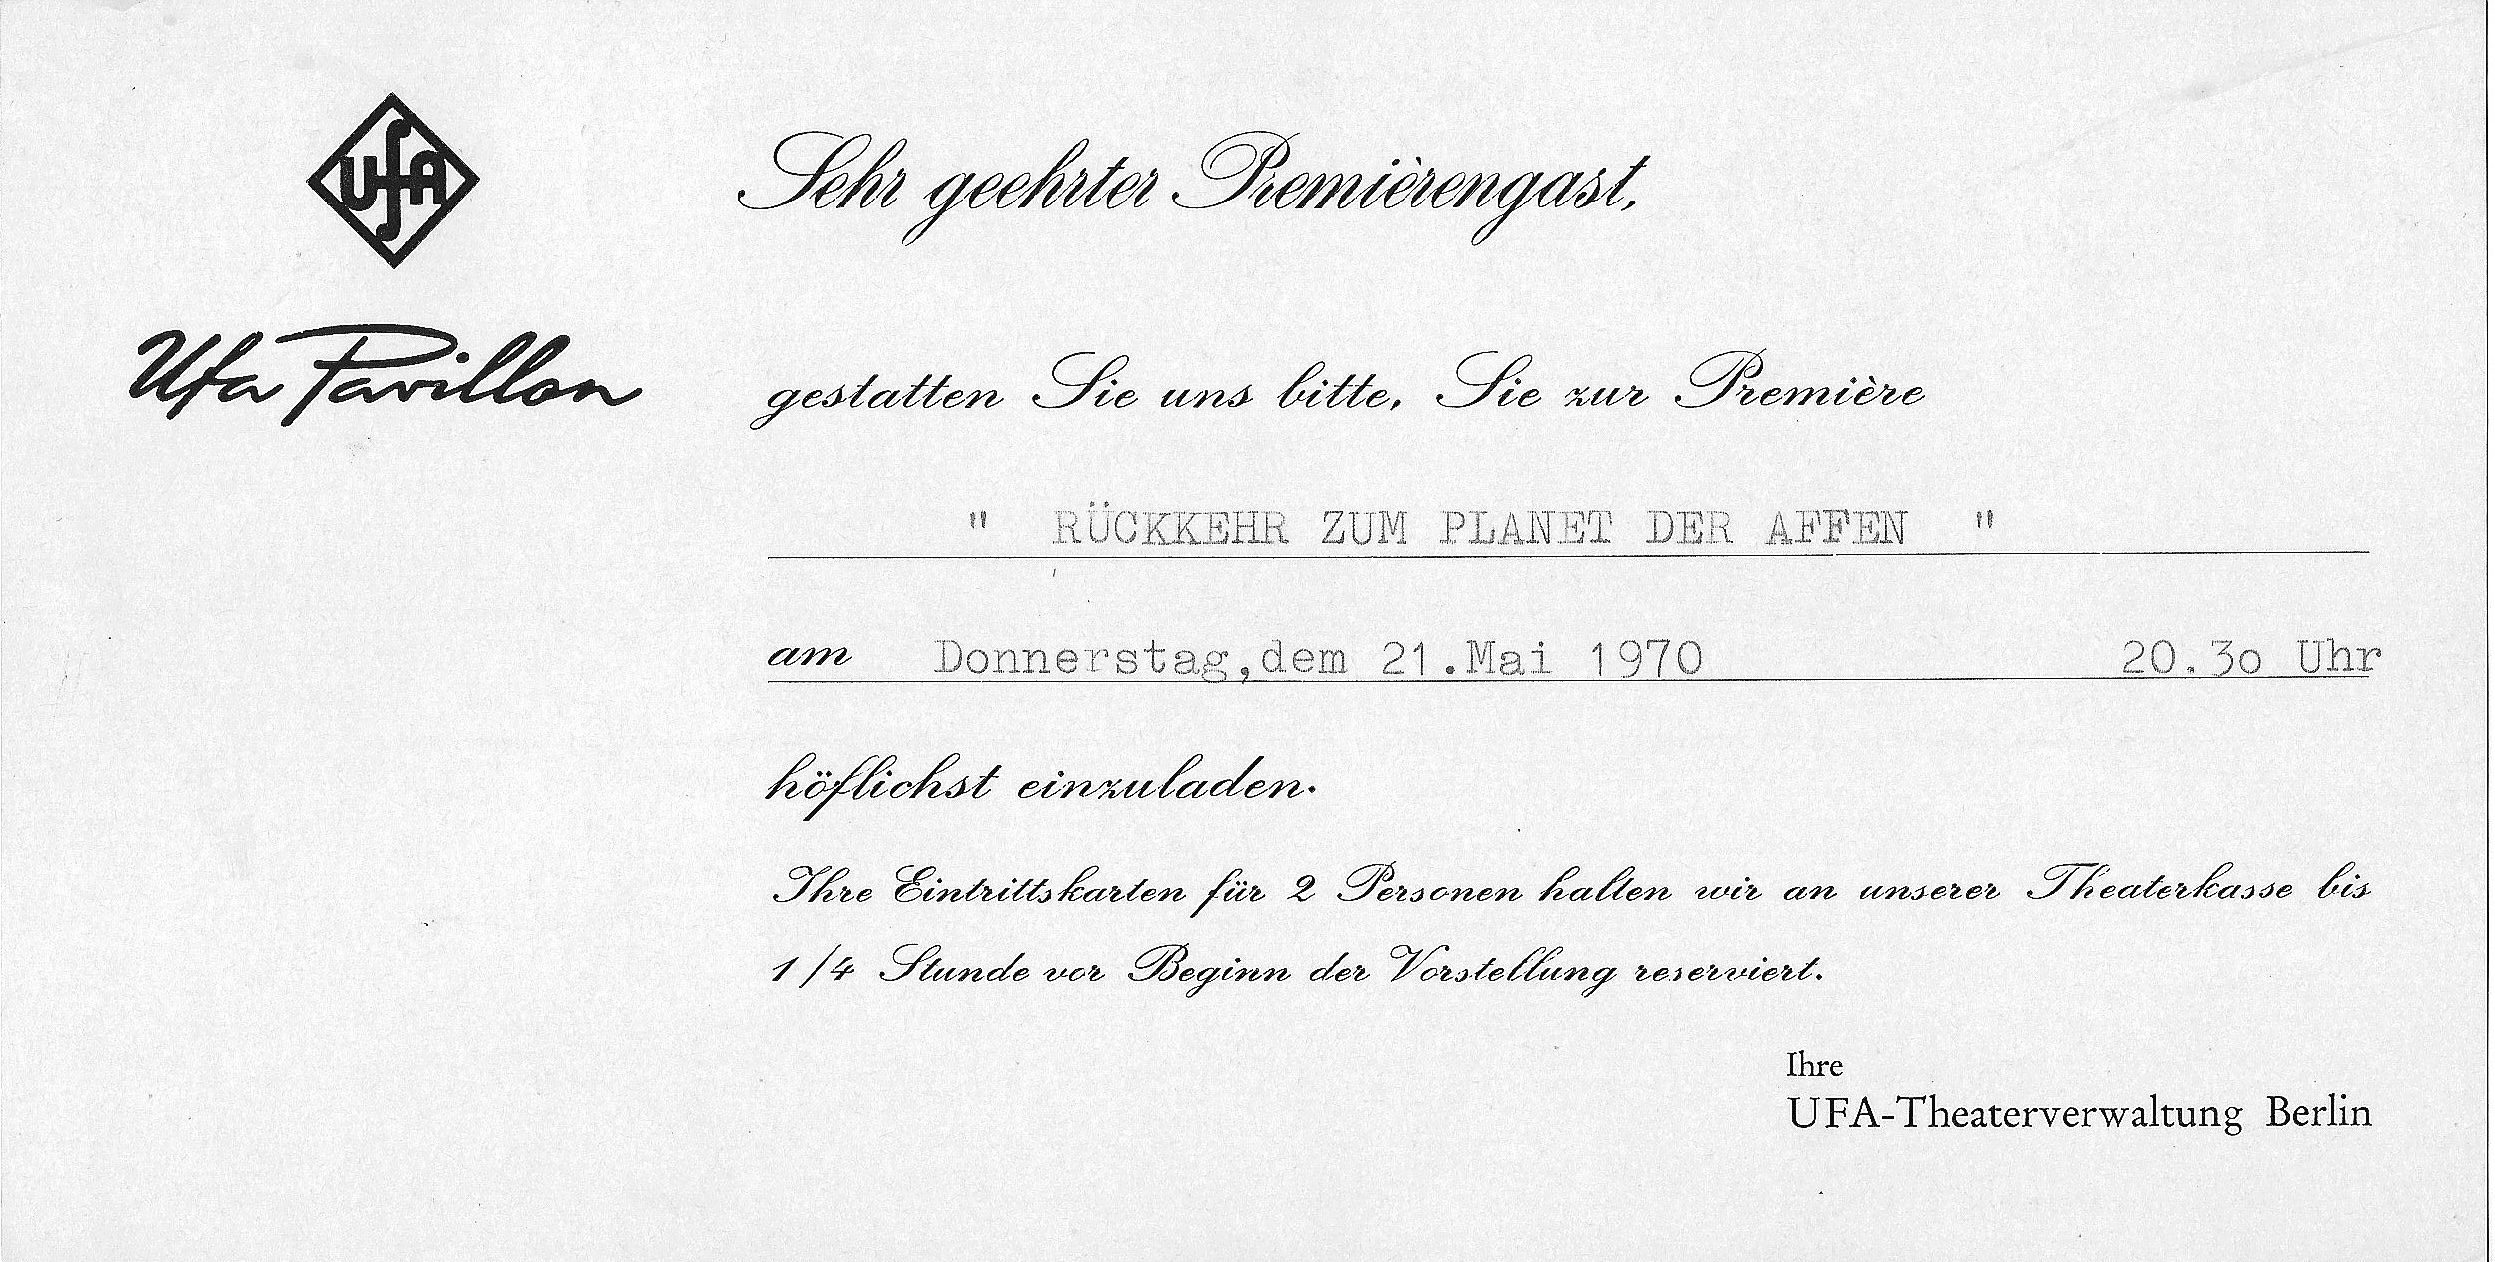 UFA
Ufa Pavillon
Sehr geehrter Premièrengast,
gestatten Sie uns bitte, Sie zur Première
" RÜCKKEHR ZUM PLANET DER AFFEN "
am Donnerstag,dem 21.Mai 1970 20.3o Uhr
höflichst einzuladen.
Ihre Eintrittskarten für 2 Personen halten wir an unserer Theaterkasse bis
1/4 Stunde vor Beginn der Vorstellung reserviert.
Ihre
UFA-Theaterverwaltung Berlin